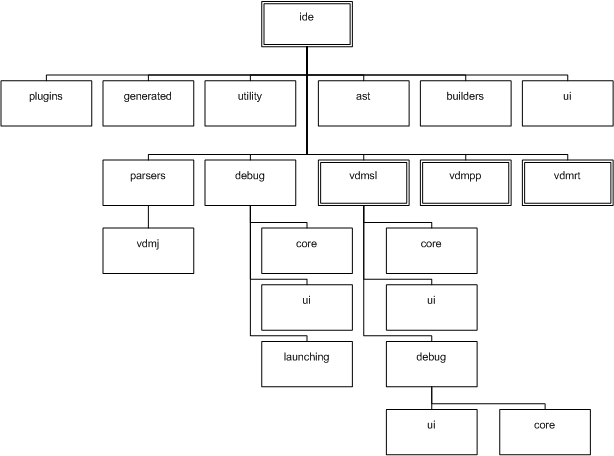 ide
plugins
generated
utility
ast
builders
ui
parsers
debug
vdmsl
vdmpp
vdmrt
vdmj
core
core
ui
ui
launching
debug
ui
core